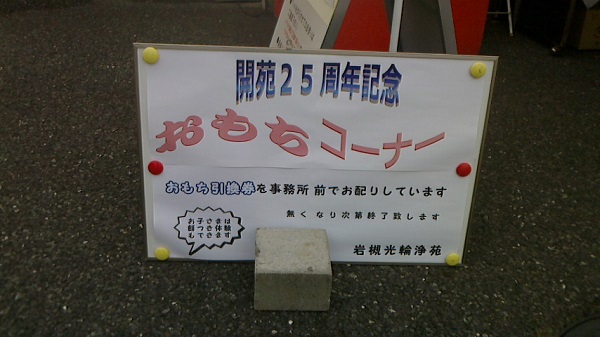 開苑25周年記念
おもちコーナー
おもち引換券を事務所前でお配りしています
無くなり次第終了致します
お子さまは
餅つき体験
もできます
岩槻光輪浄苑